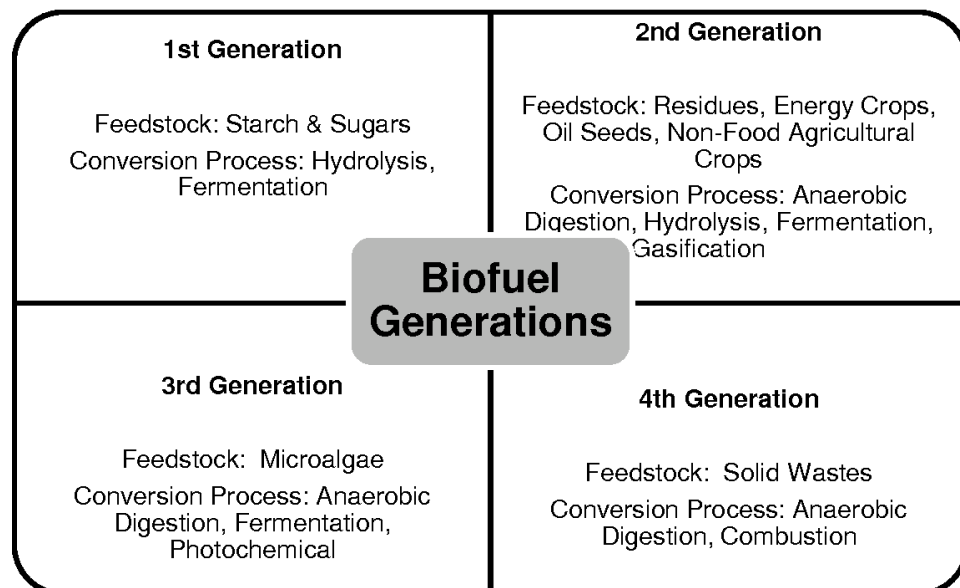 1st Generation
Feedstock: Starch & Sugars
Conversion Process: Hydrolysis,
Fermentation
2nd Generation
Feedstock: Residues, Energy Crops,
Oil Seeds, Non-Food Agricultural
Crops
Conversion Process: Anaerobic
Digestion, Hydrolysis, Fermentation,
Gasification
Biofuel
Generations
3rd Generation
Feedstock: Microalgae
Conversion Process: Anaerobic
Digestion, Fermentation,
Photochemical
4th Generation
Feedstock: Solid Wastes
Conversion Process: Anaerobic
Digestion, Combustion